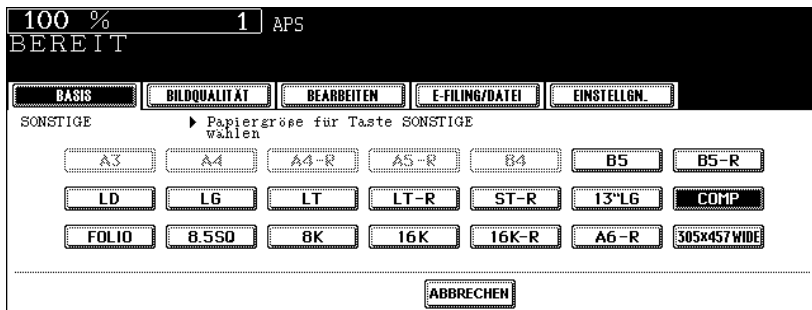 100 % 1 APS
BEREIT
BASIS BILDQUALITÄT BEARBEITEN E-FILING/DATEI EINSTELLGN.
SONSTIGE ▶ Papiergröße für Taste SONSTIGE
wählen
A3 A4 A4-R A5-R B4 B5 B5-R
LD LG LT LT-R ST-R 13"LG COMP
FOLIO 8.5SQ 8K 16K 16K-R A6-R 305x457 WIDE
ABBRECHEN